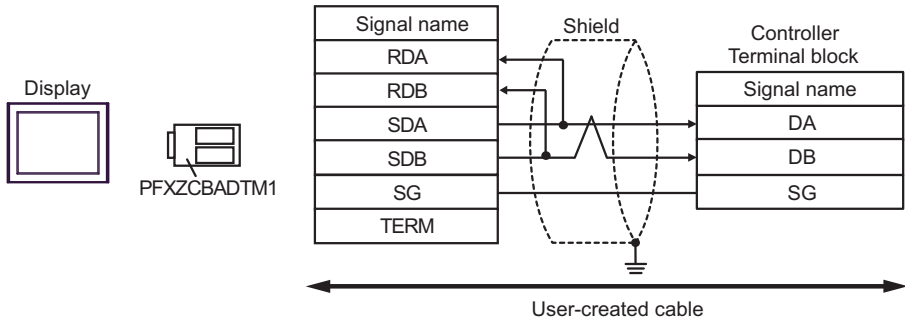 Display
PFXZCBADTM1
Signal name
RDA
RDB
SDA
SDB
SG
TERM
Shield
Controller
Terminal block
Signal name
DA
DB
SG
User-created cable